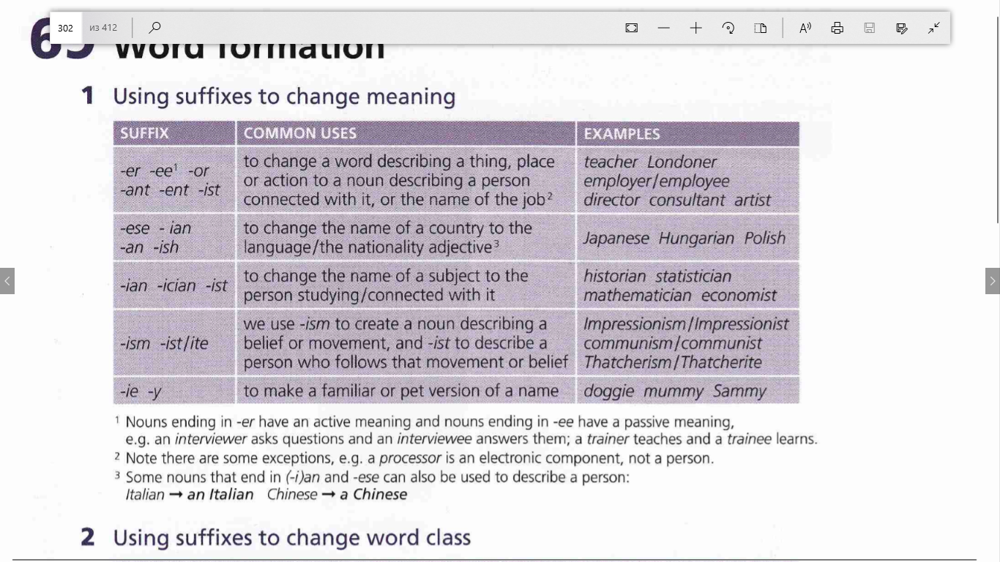 302 из 412
65 Word formation
1 Using suffixes to change meaning
SUFFIX COMMON USES EXAMPLES
-er -ee¹ -or
-ant -ent -ist
to change a word describing a thing, place
or action to a noun describing a person
connected with it, or the name of the job²
teacher Londoner
employer/employee
director consultant artist
-ese - ian
-an -ish
to change the name of a country to the
language/the nationality adjective³
Japanese Hungarian Polish
-ian -ician -ist
to change the name of a subject to the
person studying/connected with it
historian statistician
mathematician economist
-ism -ist/ite
we use -ism to create a noun describing a
belief or movement, and -ist to describe a
person who follows that movement or belief
Impressionism/Impressionist
communism/communist
Thatcherism/Thatcherite
-ie -y
to make a familiar or pet version of a name
doggie mummy Sammy
¹ Nouns ending in -er have an active meaning and nouns ending in -ee have a passive meaning,
e.g. an interviewer asks questions and an interviewee answers them; a trainer teaches and a trainee learns.
² Note there are some exceptions, e.g. a processor is an electronic component, not a person.
³ Some nouns that end in (-i)an and -ese can also be used to describe a person:
Italian → an Italian Chinese → a Chinese
2 Using suffixes to change word class